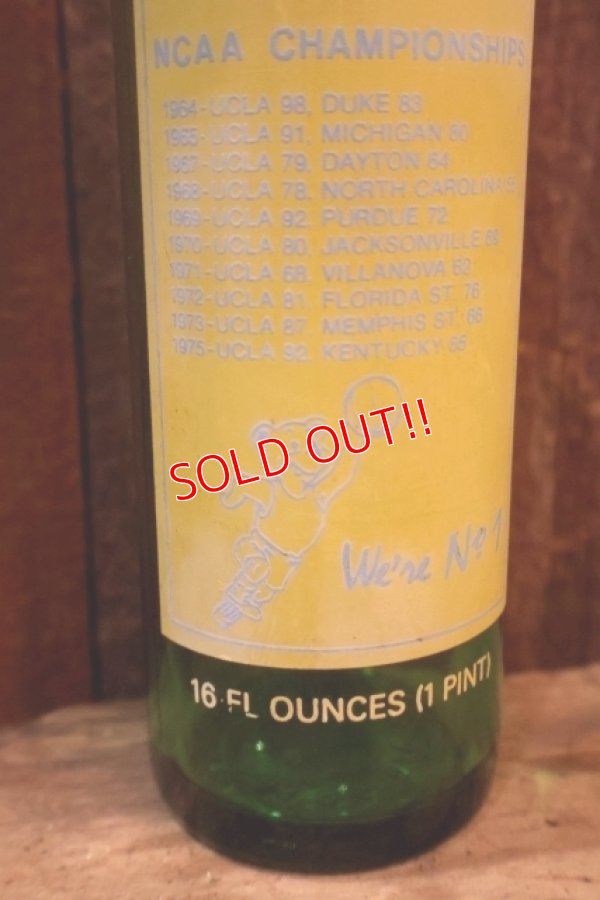 NCAA CHAMPIONSHIPS
1964-UCLA 98, DUKE 83
1965-UCLA 91, MICHIGAN 80
1967-UCLA 79, DAYTON 64
1968-UCLA 78, NORTH CAROLINA 55
1969-UCLA 92, PURDUE 72
1970-UCLA 80, JACKSONVILLE 69
1971-UCLA 68, VILLANOVA 62
1972-UCLA 81, FLORIDA ST. 76
1973-UCLA 87, MEMPHIS ST. 66
1975-UCLA 92, KENTUCKY 85
SOLD OUT!!
We're No 1
16 FL OUNCES (1 PINT)